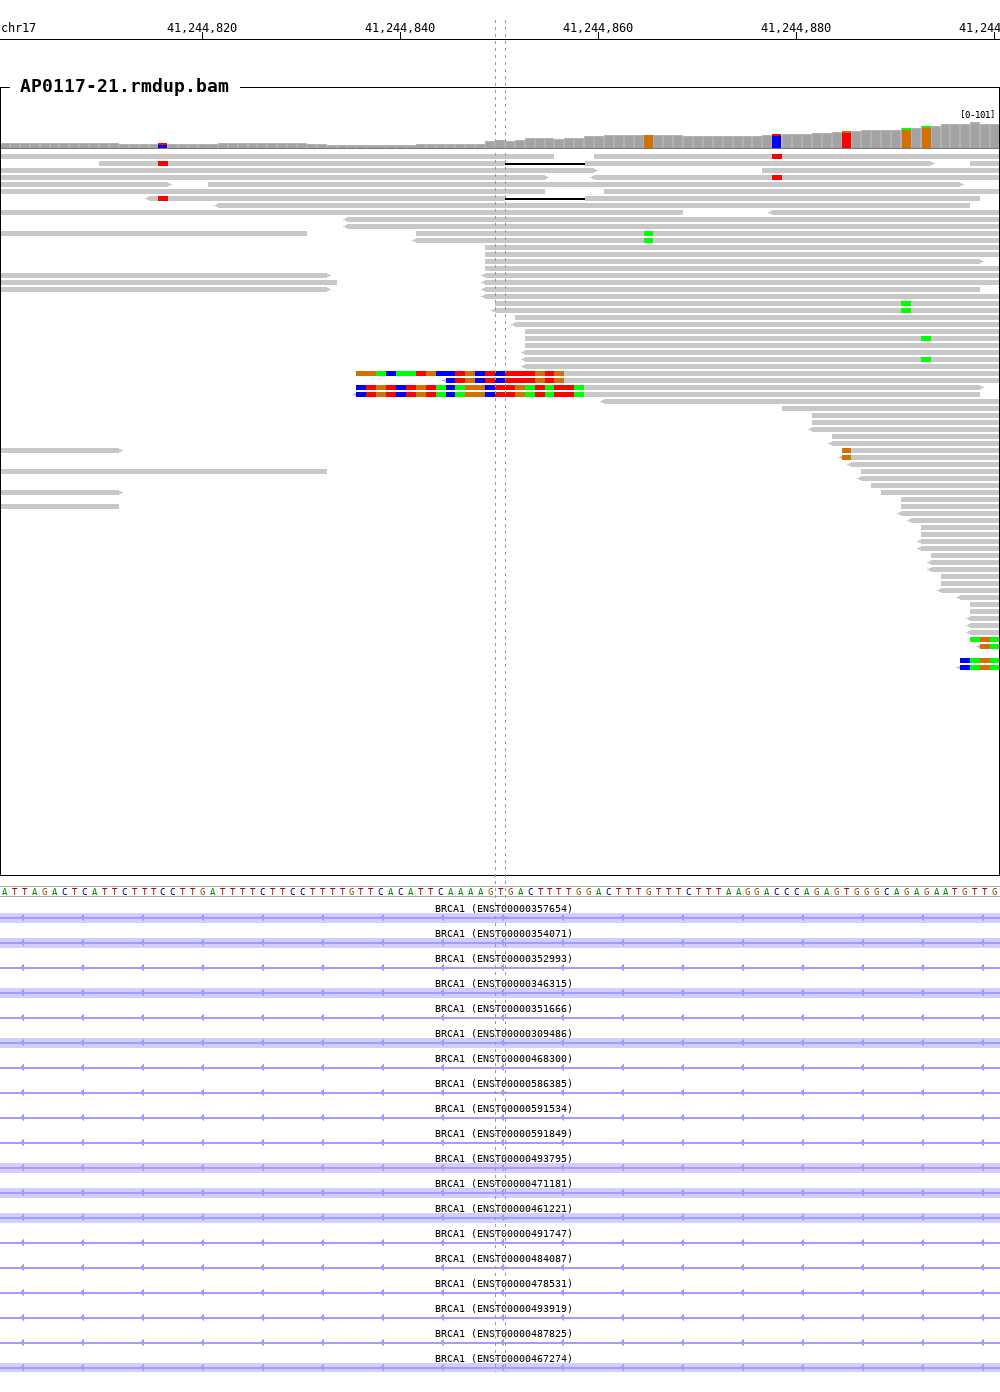 chr17 41,244,820 41,244,840 41,244,860 41,244,880 41,244
AP0117-21.rmdup.bam
[0-101]
A T T A G A C T C A T T C T T T C C T T G A T T T T C T T C C T T T T G T T C A C A T T C A A A A G T G A C T T T T G G A C T T T G T T T C T T T A A G G A C C C A G A G T G G G C A G A G A A T G T T G
BRCA1 (ENST00000357654)
BRCA1 (ENST00000354071)
BRCA1 (ENST00000352993)
BRCA1 (ENST00000346315)
BRCA1 (ENST00000351666)
BRCA1 (ENST00000309486)
BRCA1 (ENST00000468300)
BRCA1 (ENST00000586385)
BRCA1 (ENST00000591534)
BRCA1 (ENST00000591849)
BRCA1 (ENST00000493795)
BRCA1 (ENST00000471181)
BRCA1 (ENST00000461221)
BRCA1 (ENST00000491747)
BRCA1 (ENST00000484087)
BRCA1 (ENST00000478531)
BRCA1 (ENST00000493919)
BRCA1 (ENST00000487825)
BRCA1 (ENST00000467274)